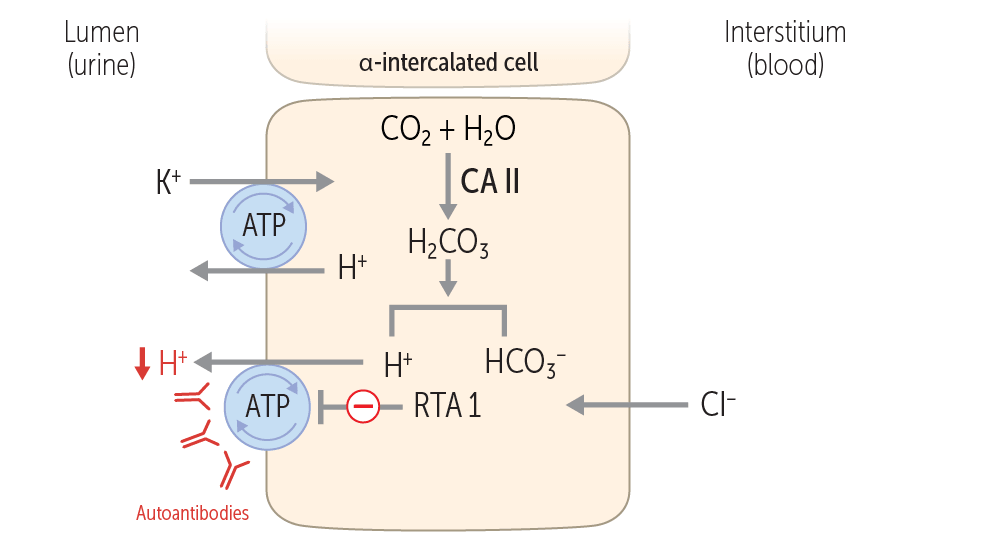 Lumen
(urine)
α-intercalated cell
Interstitium
(blood)
CO₂ + H₂O
K⁺
CA II
ATP
H₂CO₃
H⁺
H⁺
H⁺
HCO₃⁻
ATP
RTA 1
Cl⁻
Autoantibodies